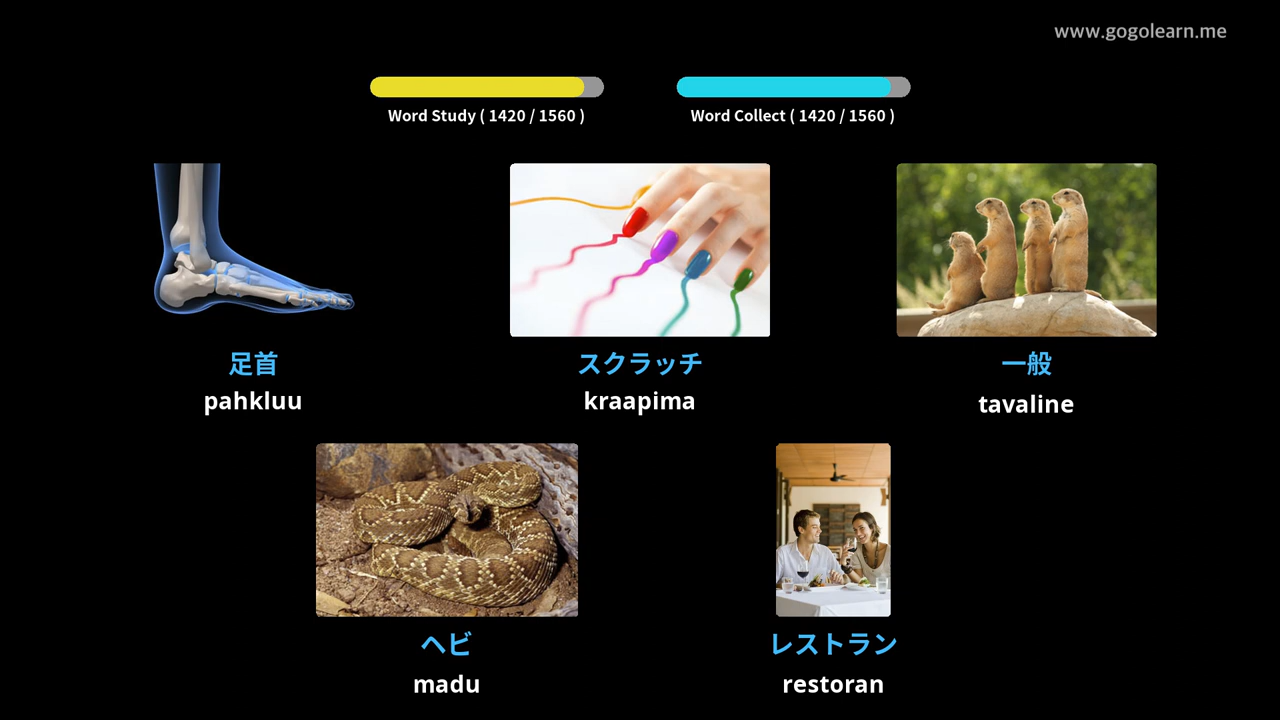 www.gogolearn.me
Word Study ( 1420 / 1560 )
Word Collect ( 1420 / 1560 )
足首
pahkluu
スクラッチ
kraapima
一般
tavaline
ヘビ
madu
レストラン
restoran